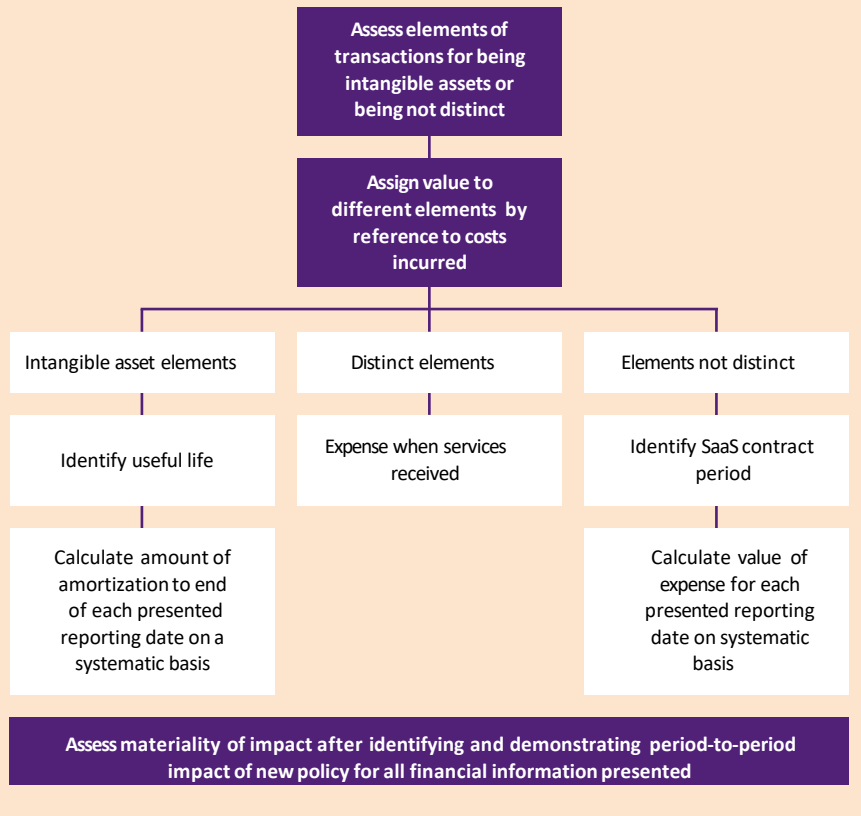 Assess elements of
transactions for being
intangible assets or
being not distinct
Assign value to
different elements by
reference to costs
incurred
Intangible asset elements
Distinct elements
Elements not distinct
Identify useful life
Expense when services
received
Identify SaaS contract
period
Calculate amount of
amortization to end
of each presented
reporting date on a
systematic basis
Calculate value of
expense for each
presented reporting
date on systematic
basis
Assess materiality of impact after identifying and demonstrating period-to-period
impact of new policy for all financial information presented